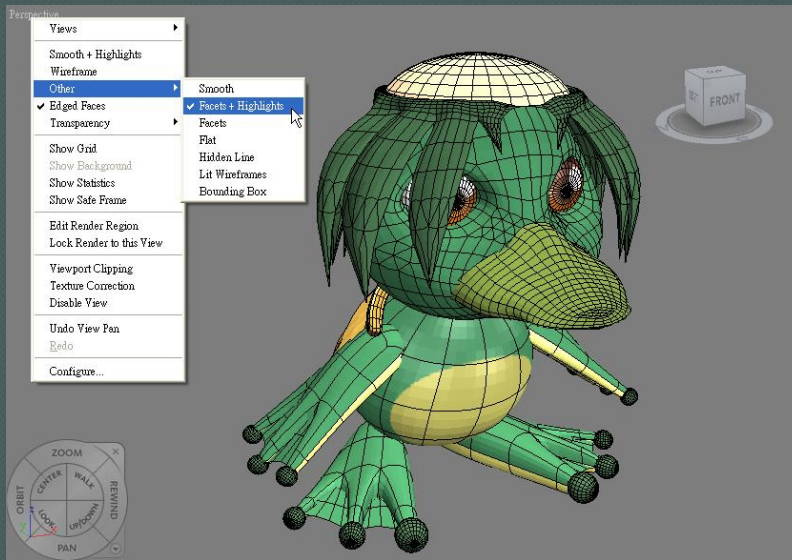 Perspective
Views
Smooth + Highlights
Wireframe
Other
Edged Faces
Transparency
Show Grid
Show Background
Show Statistics
Show Safe Frame
Edit Render Region
Lock Render to this View
Viewport Clipping
Texture Correction
Disable View
Undo View Pan
Redo
Configure...
Smooth
Facets + Highlights
Facets
Flat
Hidden Line
Lit Wireframes
Bounding Box
FRONT
ZOOM
ORBIT
CENTER
WALK
REWIND
LOOK
UP/DOWN
PAN